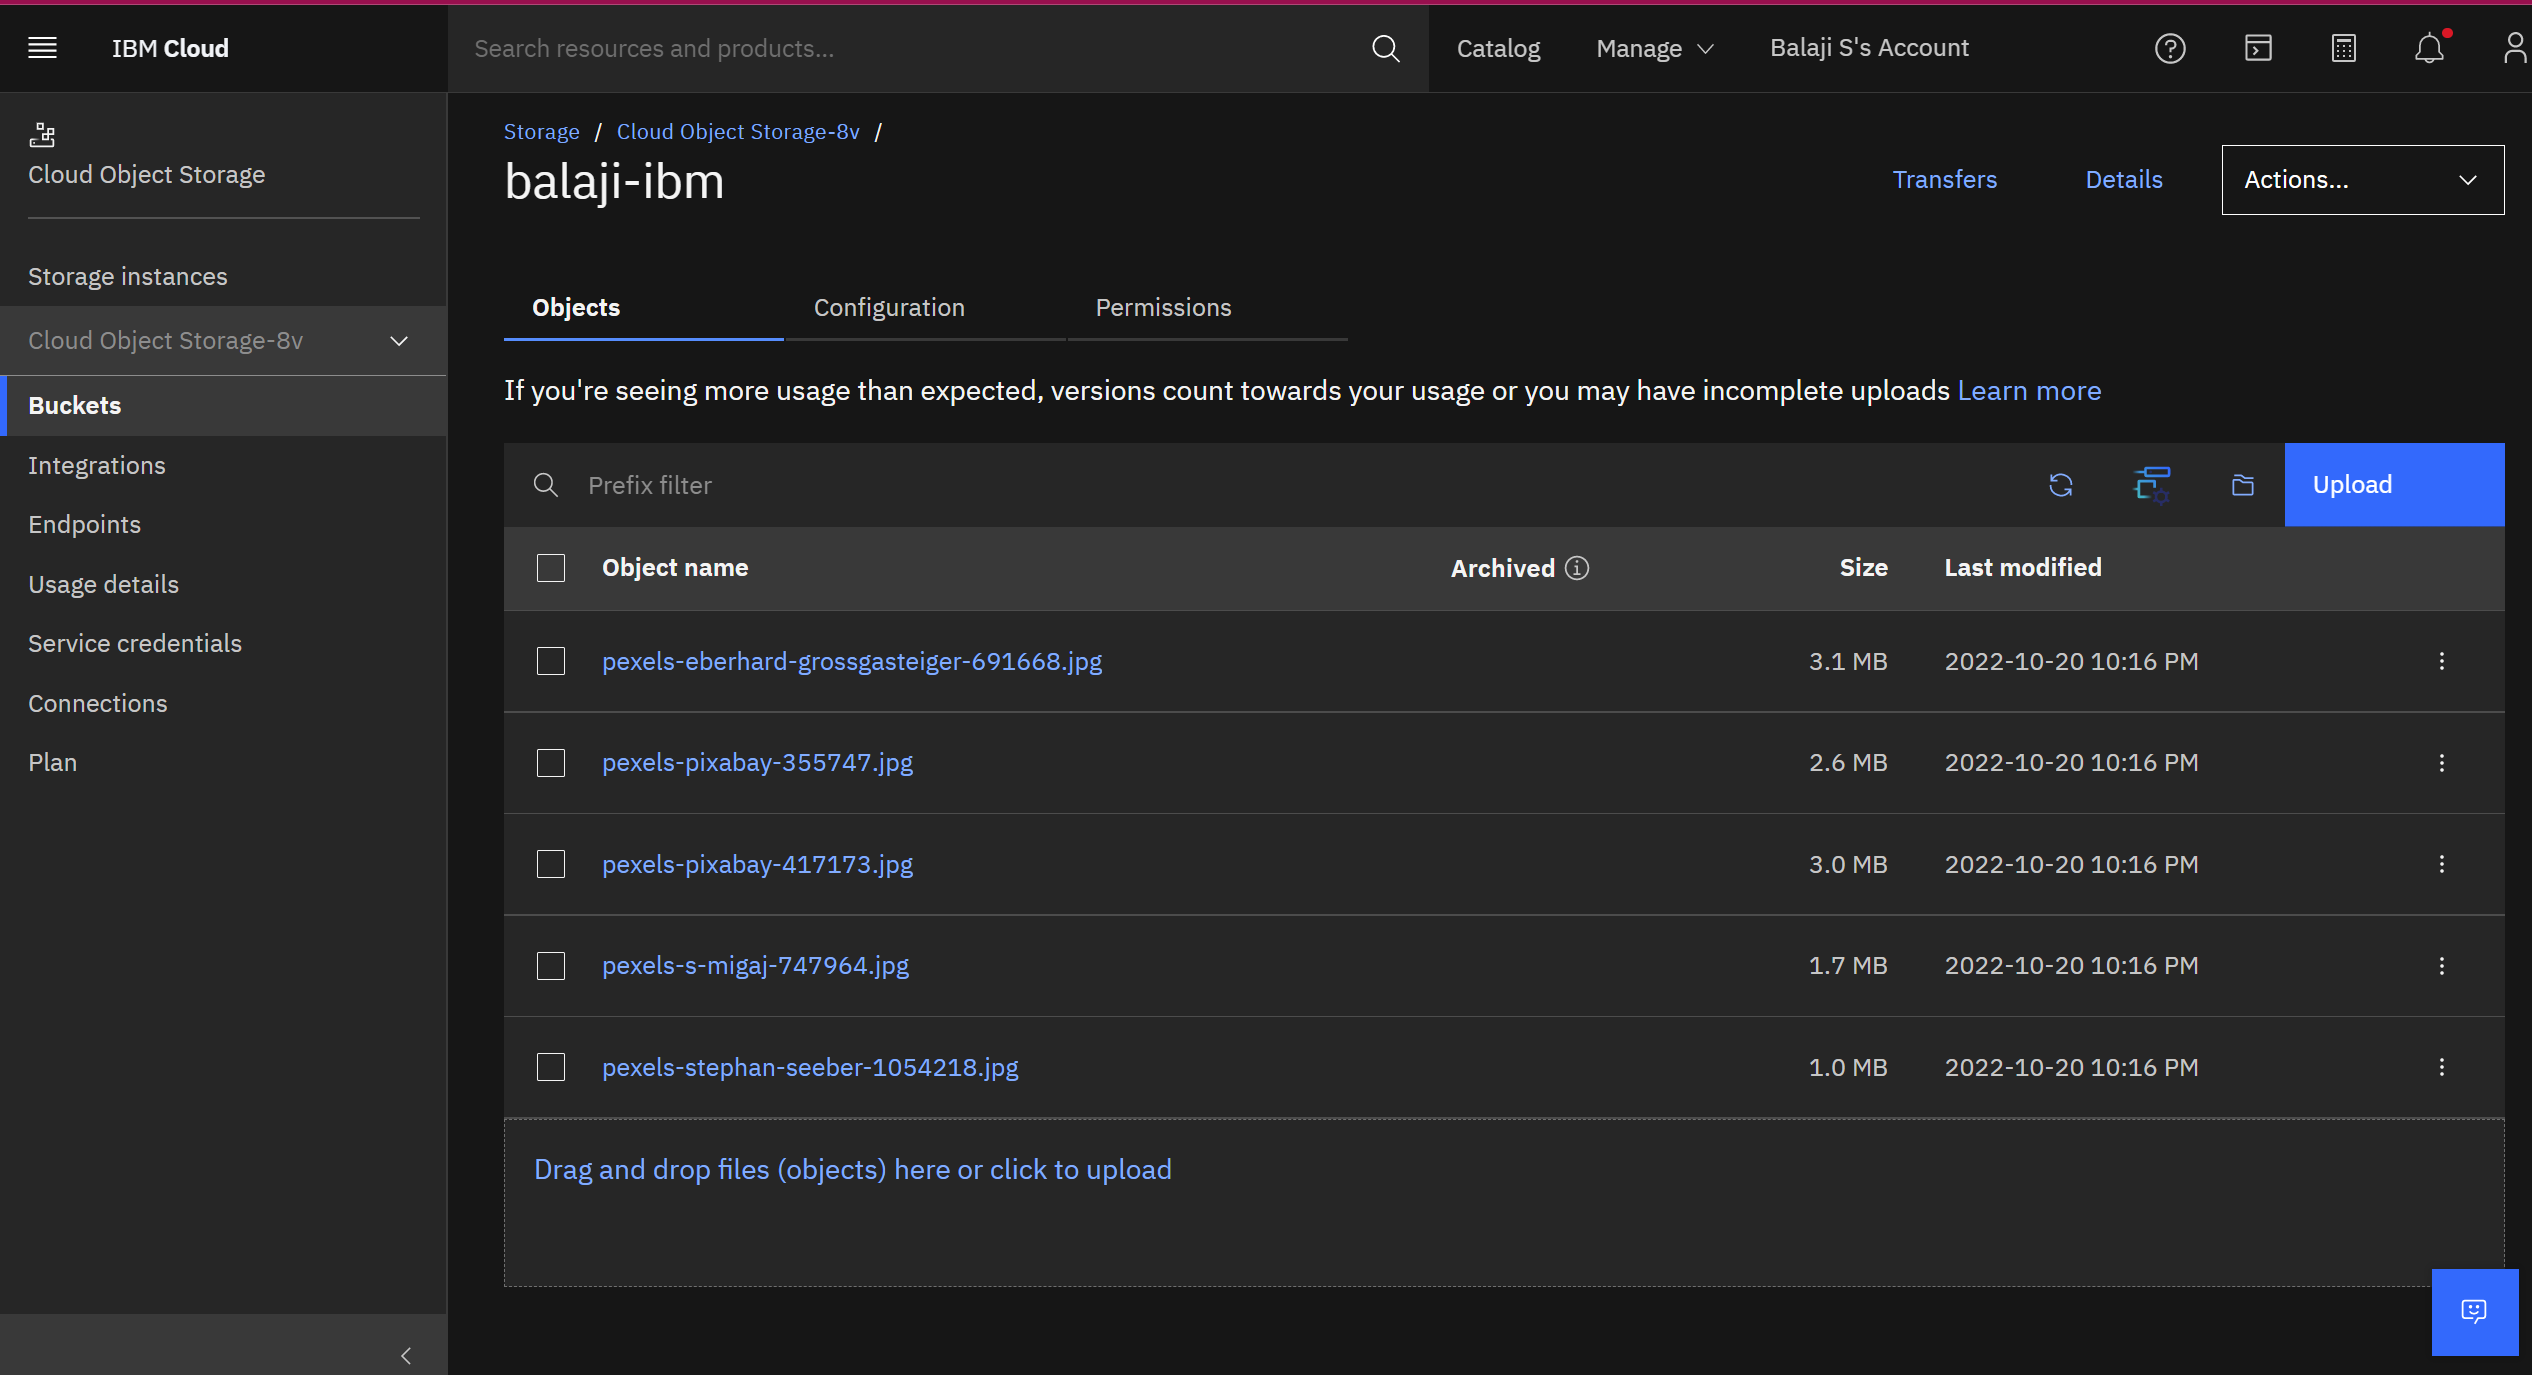 IBM Cloud
Search resources and products...
Catalog
Manage
Balaji S's Account
Cloud Object Storage
Storage instances
Cloud Object Storage-8v
Buckets
Integrations
Endpoints
Usage details
Service credentials
Connections
Plan
Storage / Cloud Object Storage-8v /
balaji-ibm
Transfers
Details
Actions...
Objects
Configuration
Permissions
If you're seeing more usage than expected, versions count towards your usage or you may have incomplete uploads Learn more
Prefix filter
Upload
Object name Archived Size Last modified
pexels-eberhard-grossgasteiger-691668.jpg 3.1 MB 2022-10-20 10:16 PM
pexels-pixabay-355747.jpg 2.6 MB 2022-10-20 10:16 PM
pexels-pixabay-417173.jpg 3.0 MB 2022-10-20 10:16 PM
pexels-s-migaj-747964.jpg 1.7 MB 2022-10-20 10:16 PM
pexels-stephan-seeber-1054218.jpg 1.0 MB 2022-10-20 10:16 PM
Drag and drop files (objects) here or click to upload